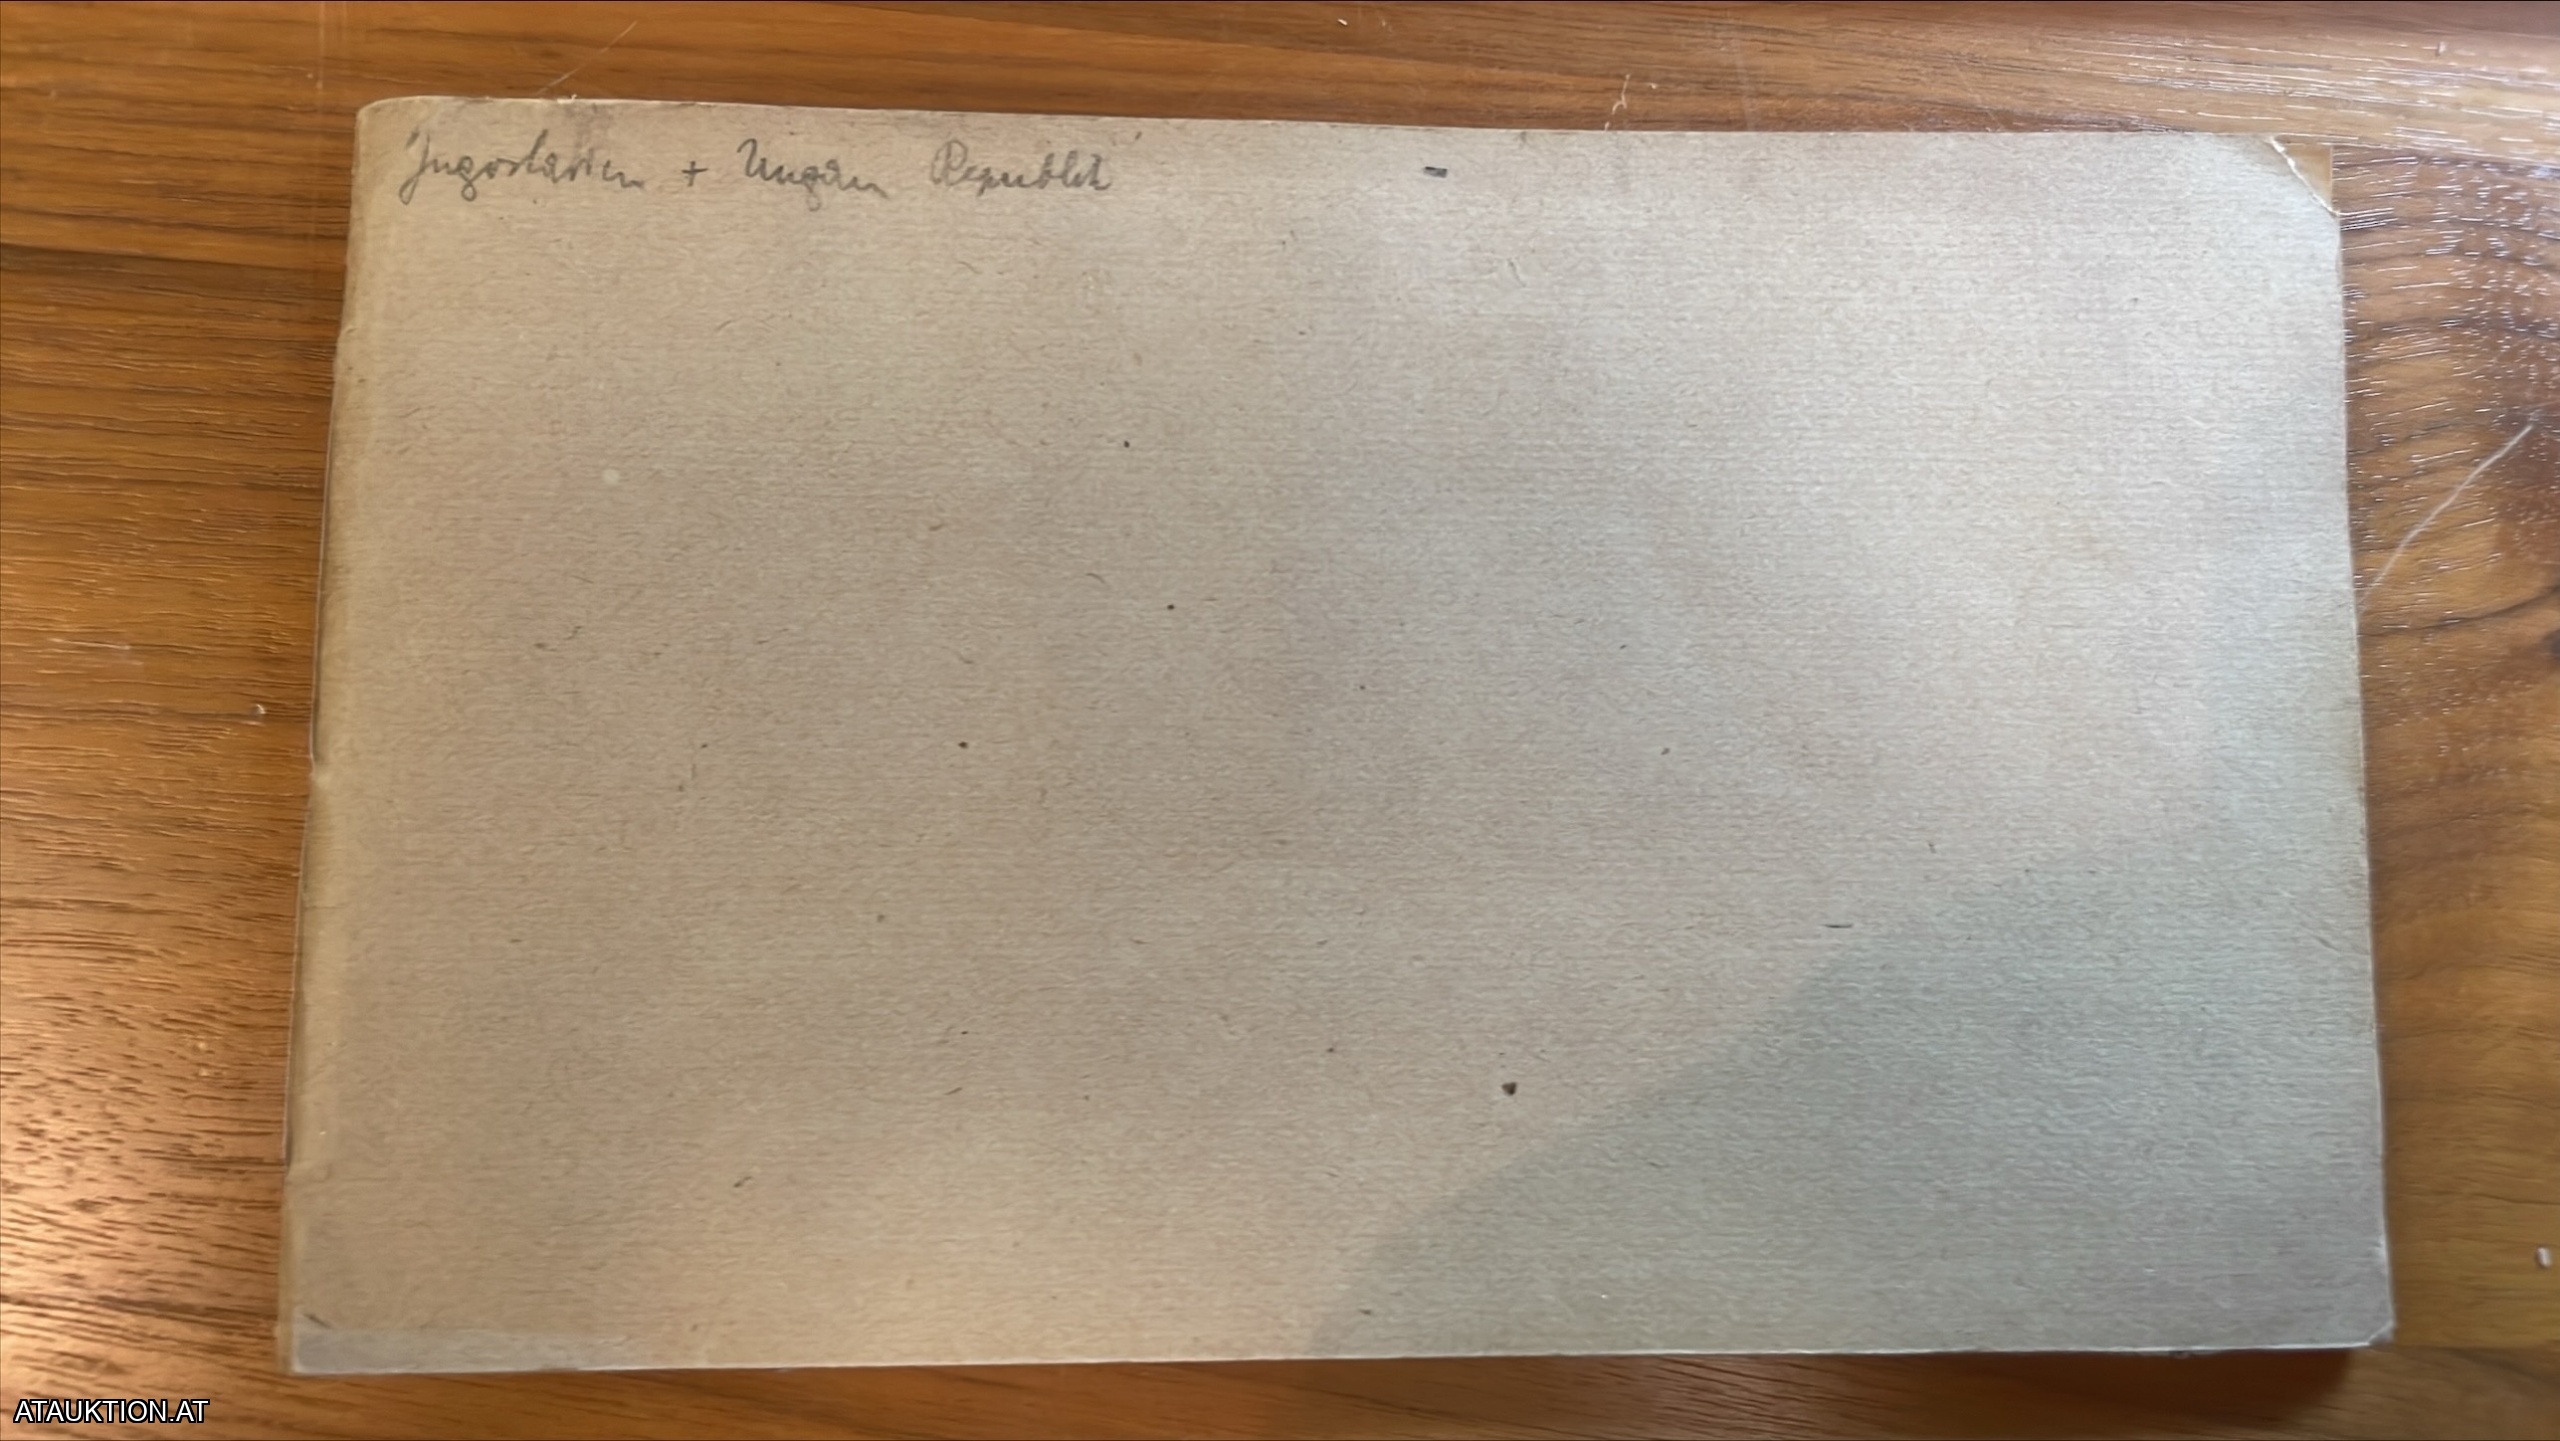 Jugoslavien + Ungarn Republik
ATAUKTION.AT